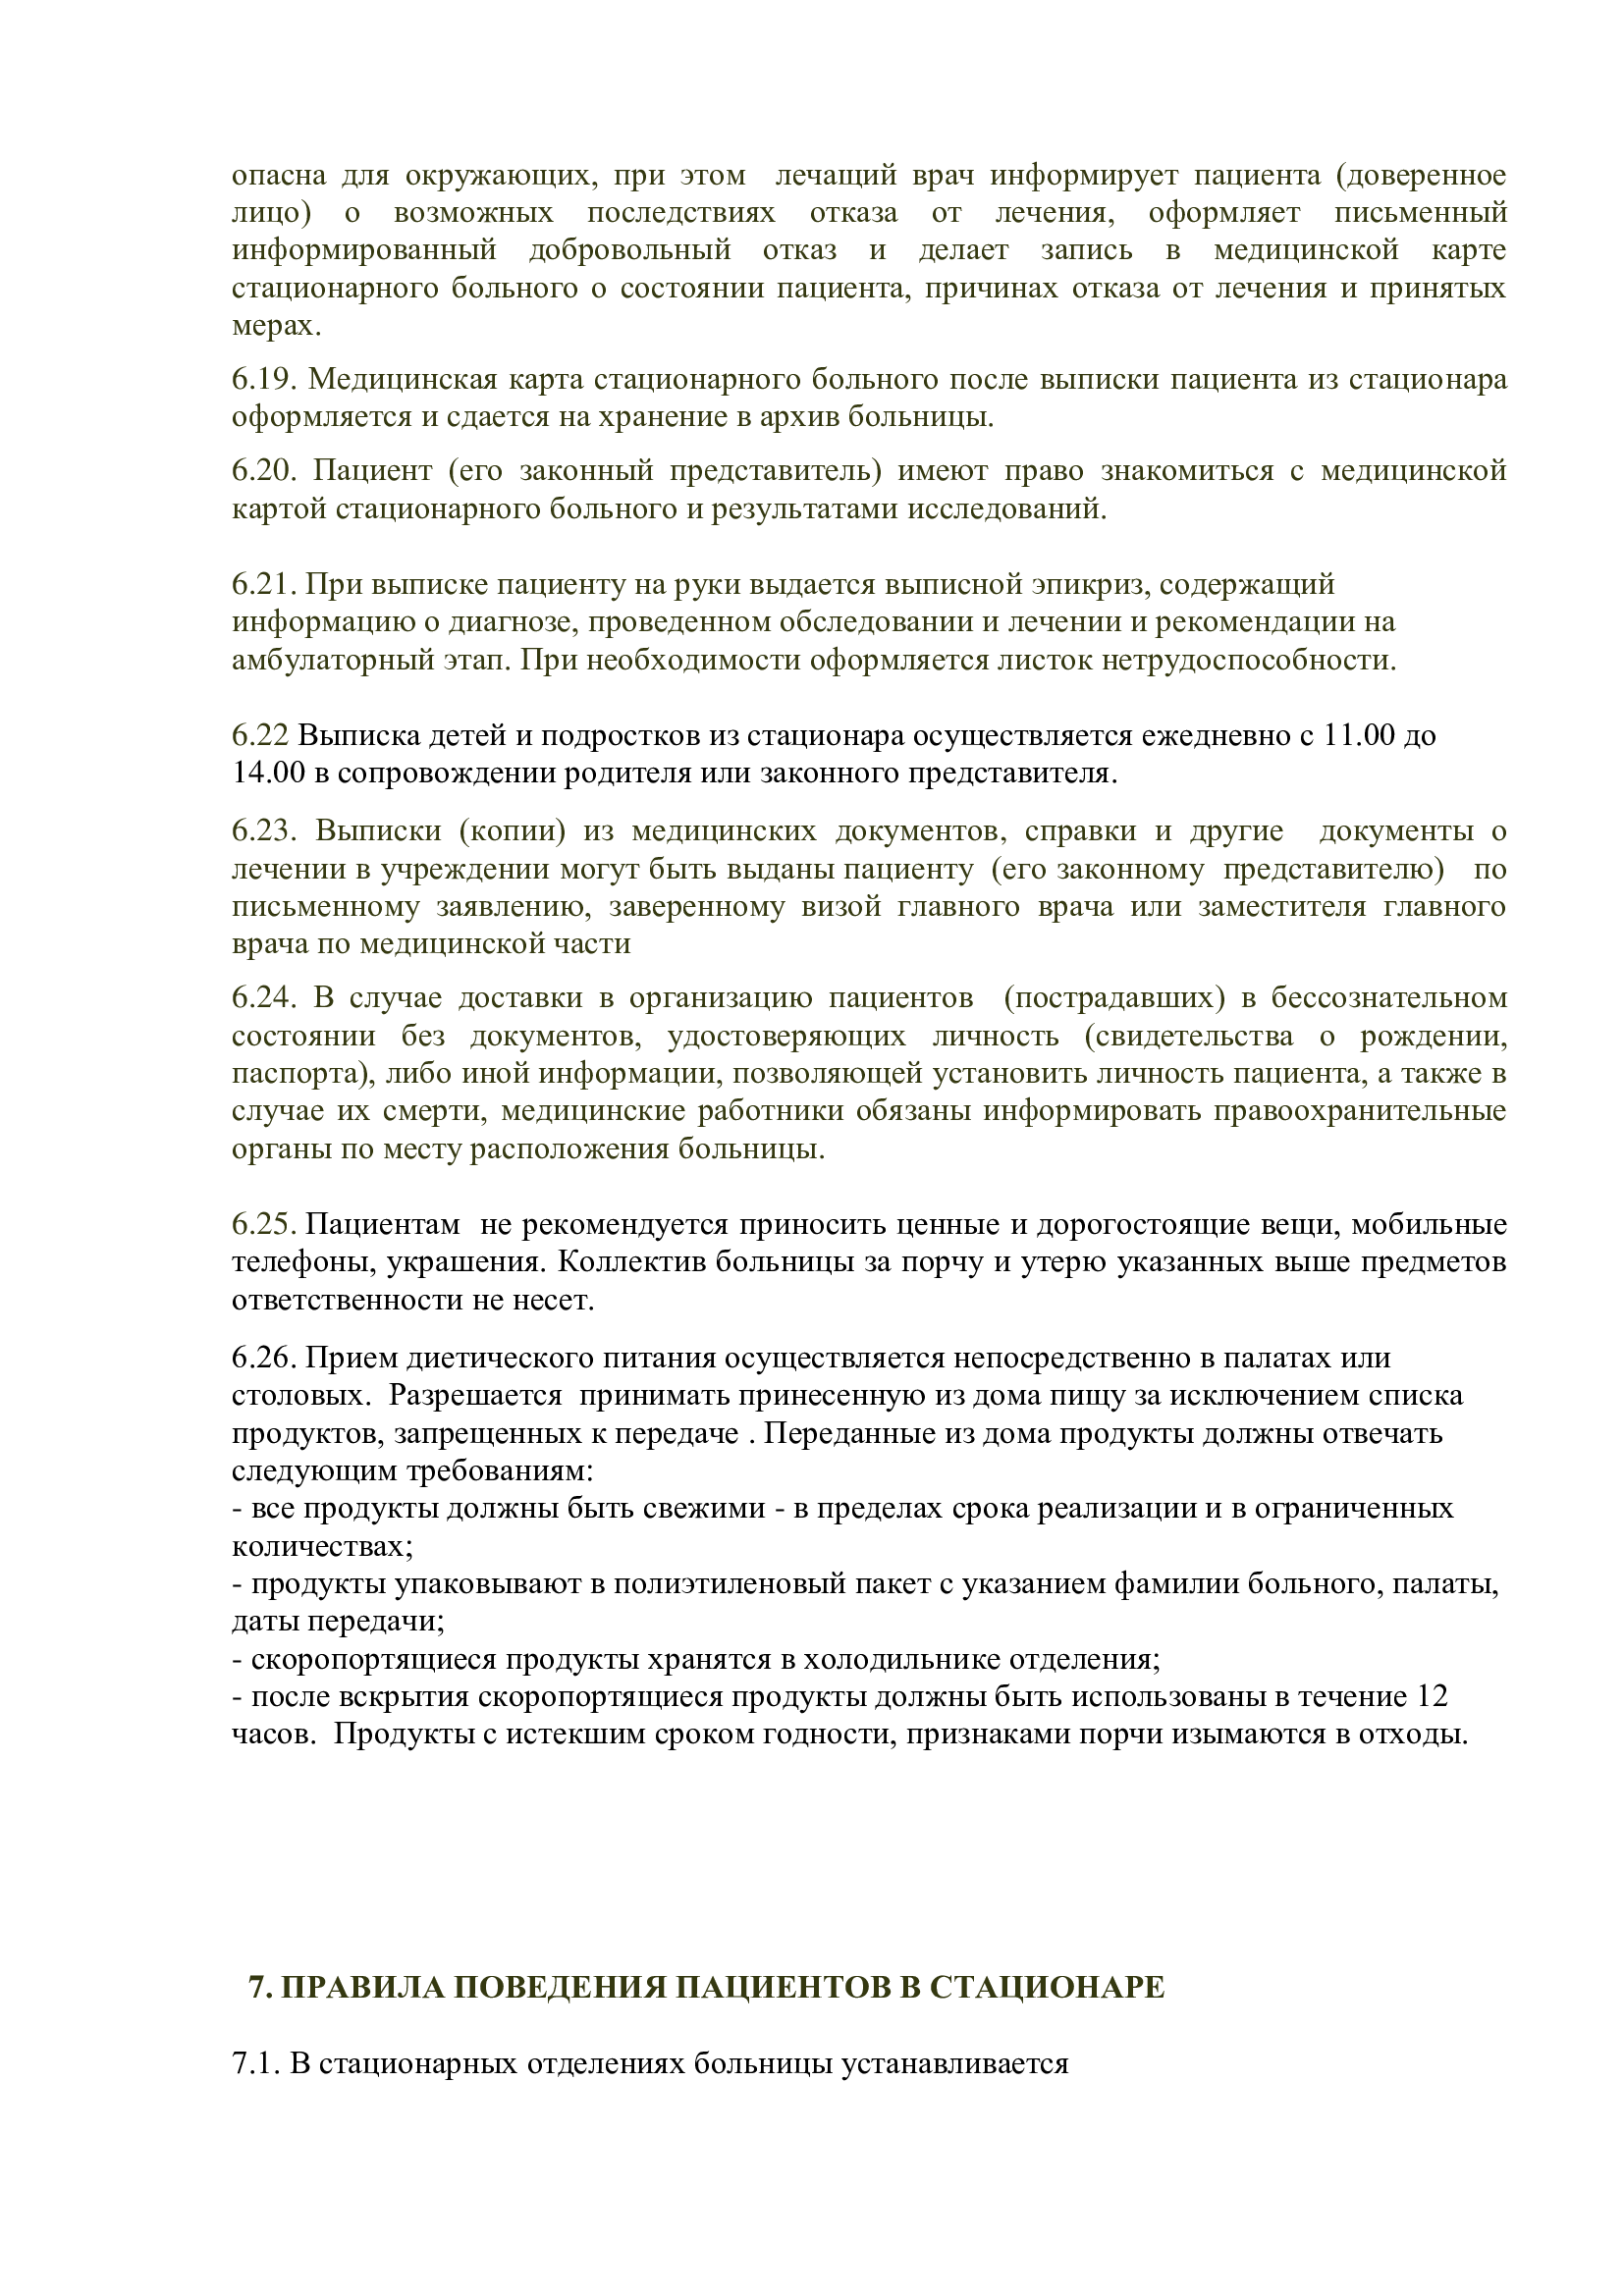 опасна для окружающих, при этом лечащий врач информирует пациента (доверенное
лицо) о возможных последствиях отказа от лечения, оформляет письменный
информированный добровольный отказ и делает запись в медицинской карте
стационарного больного о состоянии пациента, причинах отказа от лечения и принятых
мерах.
6.19. Медицинская карта стационарного больного после выписки пациента из стационара
оформляется и сдается на хранение в архив больницы.
6.20. Пациент (его законный представитель) имеют право знакомиться с медицинской
картой стационарного больного и результатами исследований.
6.21. При выписке пациенту на руки выдается выписной эпикриз, содержащий
информацию о диагнозе, проведенном обследовании и лечении и рекомендации на
амбулаторный этап. При необходимости оформляется листок нетрудоспособности.
6.22 Выписка детей и подростков из стационара осуществляется ежедневно с 11.00 до
14.00 в сопровождении родителя или законного представителя.
6.23. Выписки (копии) из медицинских документов, справки и другие документы о
лечении в учреждении могут быть выданы пациенту (его законному представителю) по
письменному заявлению, заверенному визой главного врача или заместителя главного
врача по медицинской части
6.24. В случае доставки в организацию пациентов (пострадавших) в бессознательном
состоянии без документов, удостоверяющих личность (свидетельства о рождении,
паспорта), либо иной информации, позволяющей установить личность пациента, а также в
случае их смерти, медицинские работники обязаны информировать правоохранительные
органы по месту расположения больницы.
6.25. Пациентам не рекомендуется приносить ценные и дорогостоящие вещи, мобильные
телефоны, украшения. Коллектив больницы за порчу и утерю указанных выше предметов
ответственности не несет.
6.26. Прием диетического питания осуществляется непосредственно в палатах или
столовых. Разрешается принимать принесенную из дома пищу за исключением списка
продуктов, запрещенных к передаче . Переданные из дома продукты должны отвечать
следующим требованиям:
- все продукты должны быть свежими - в пределах срока реализации и в ограниченных
количествах;
- продукты упаковывают в полиэтиленовый пакет с указанием фамилии больного, палаты,
даты передачи;
- скоропортящиеся продукты хранятся в холодильнике отделения;
- после вскрытия скоропортящиеся продукты должны быть использованы в течение 12
часов. Продукты с истекшим сроком годности, признаками порчи изымаются в отходы.
7. ПРАВИЛА ПОВЕДЕНИЯ ПАЦИЕНТОВ В СТАЦИОНАРЕ
7.1. В стационарных отделениях больницы устанавливается